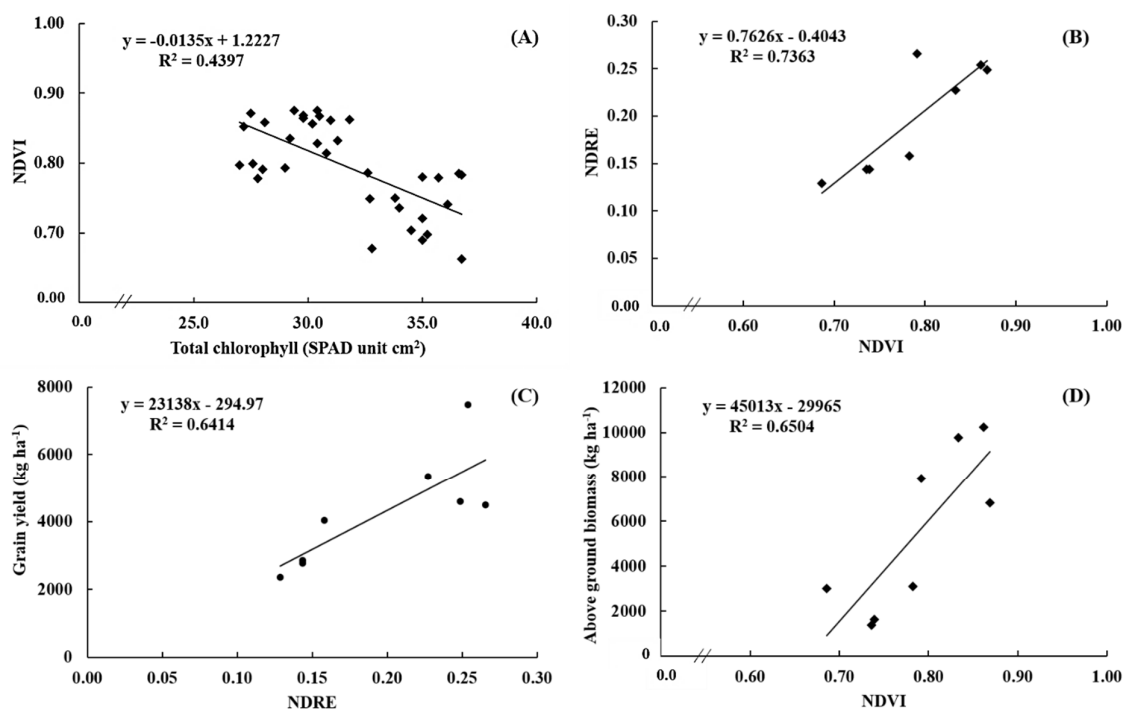 y = -0.0135x + 1.2227
R² = 0.4397
(A)
1.00
0.90
0.80
0.70
0.00
NDVI
0.0 25.0 30.0 35.0 40.0
Total chlorophyll (SPAD unit cm²)
y = 0.7626x - 0.4043
R² = 0.7363
(B)
0.30
0.25
0.20
0.15
0.10
0.05
0.00
NDRE
0.0 0.60 0.70 0.80 0.90 1.00
NDVI
y = 23138x - 294.97
R² = 0.6414
(C)
8000
6000
4000
2000
0
Grain yield (kg ha⁻¹)
0.00 0.05 0.10 0.15 0.20 0.25 0.30
NDRE
y = 45013x - 29965
R² = 0.6504
(D)
12000
10000
8000
6000
4000
2000
0
Above ground biomass (kg ha⁻¹)
0.0 0.60 0.70 0.80 0.90 1.00
NDVI